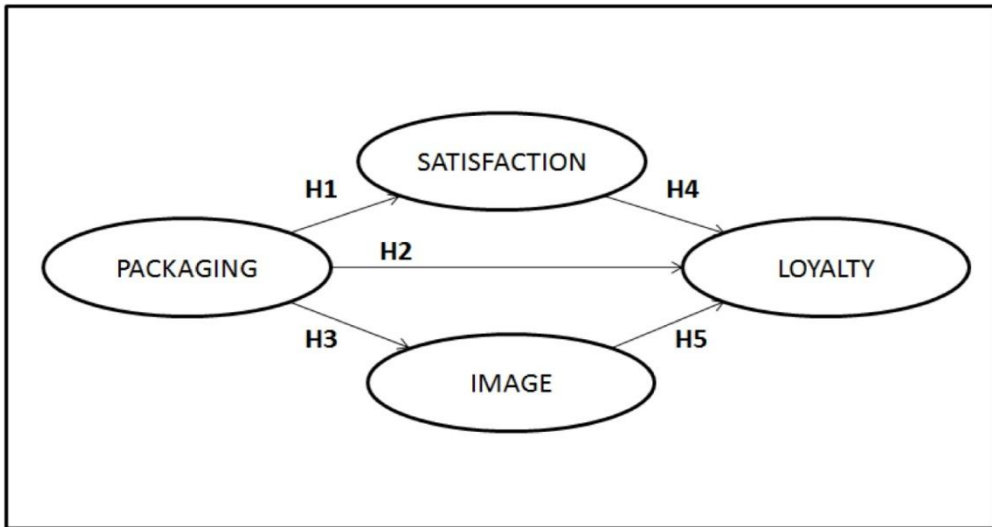 SATISFACTION
H1
H4
H2
PACKAGING
LOYALTY
H3
H5
IMAGE